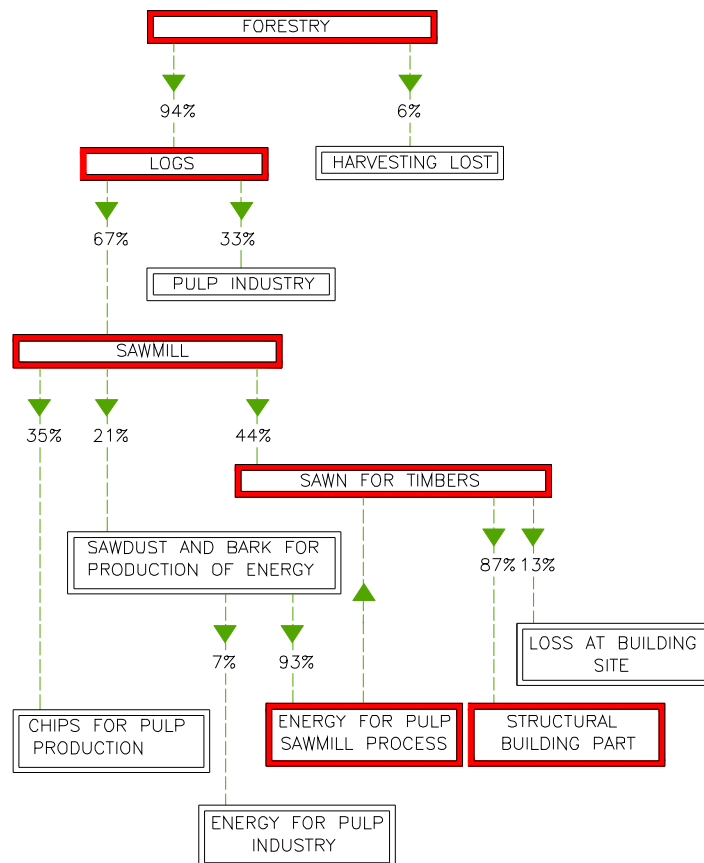 FORESTRY
94%
6%
LOGS
HARVESTING LOST
67%
33%
PULP INDUSTRY
SAWMILL
35%
21%
44%
SAWN FOR TIMBERS
SAWDUST AND BARK FOR
PRODUCTION OF ENERGY
87%
13%
LOSS AT BUILDING
SITE
7%
93%
CHIPS FOR PULP
PRODUCTION
ENERGY FOR PULP
SAWMILL PROCESS
STRUCTURAL
BUILDING PART
ENERGY FOR PULP
INDUSTRY